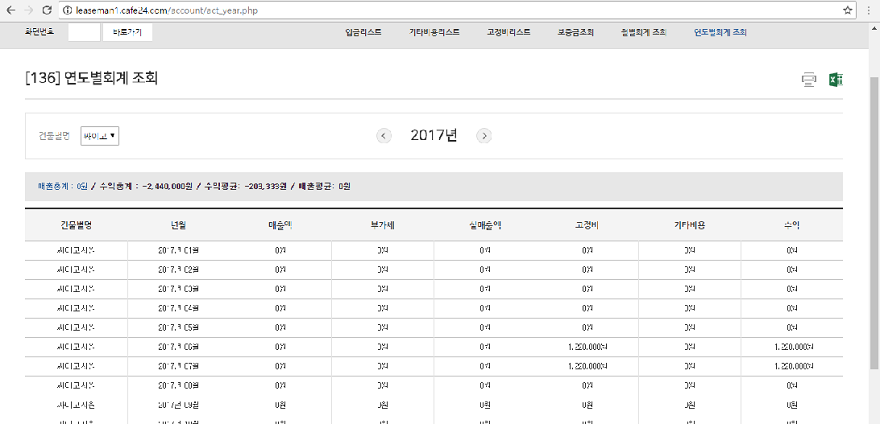 leaseman1.cafe24.com/account/act_year.php
화면번호 바로가기 입금리스트 기타비용리스트 고정비리스트 보증금조회 월별회계 조회 연도별회계 조회
[136] 연도별회계 조회
건물별명 싸이고 2017년
매출총계 : 0원 / 수익총계 : -2,440,000원 / 수익평균: -203,333원 / 매출평균: 0원
건물별명 년월 매출액 부가세 실매출액 고정비 기타비용 수익
2017년 01월 0원 0원 0원 0원 0원 0원
2017년 02월 0원 0원 0원 0원 0원 0원
2017년 03월 0원 0원 0원 0원 0원 0원
2017년 04월 0원 0원 0원 0원 0원 0원
2017년 05월 0원 0원 0원 0원 0원 0원
2017년 06월 0원 0원 0원 1,220,000원 0원 1,220,000원
2017년 07월 0원 0원 0원 1,220,000원 0원 1,220,000원
2017년 08월 0원 0원 0원 0원 0원 0원
2017년 09월 0원 0원 0원 0원 0원 0원